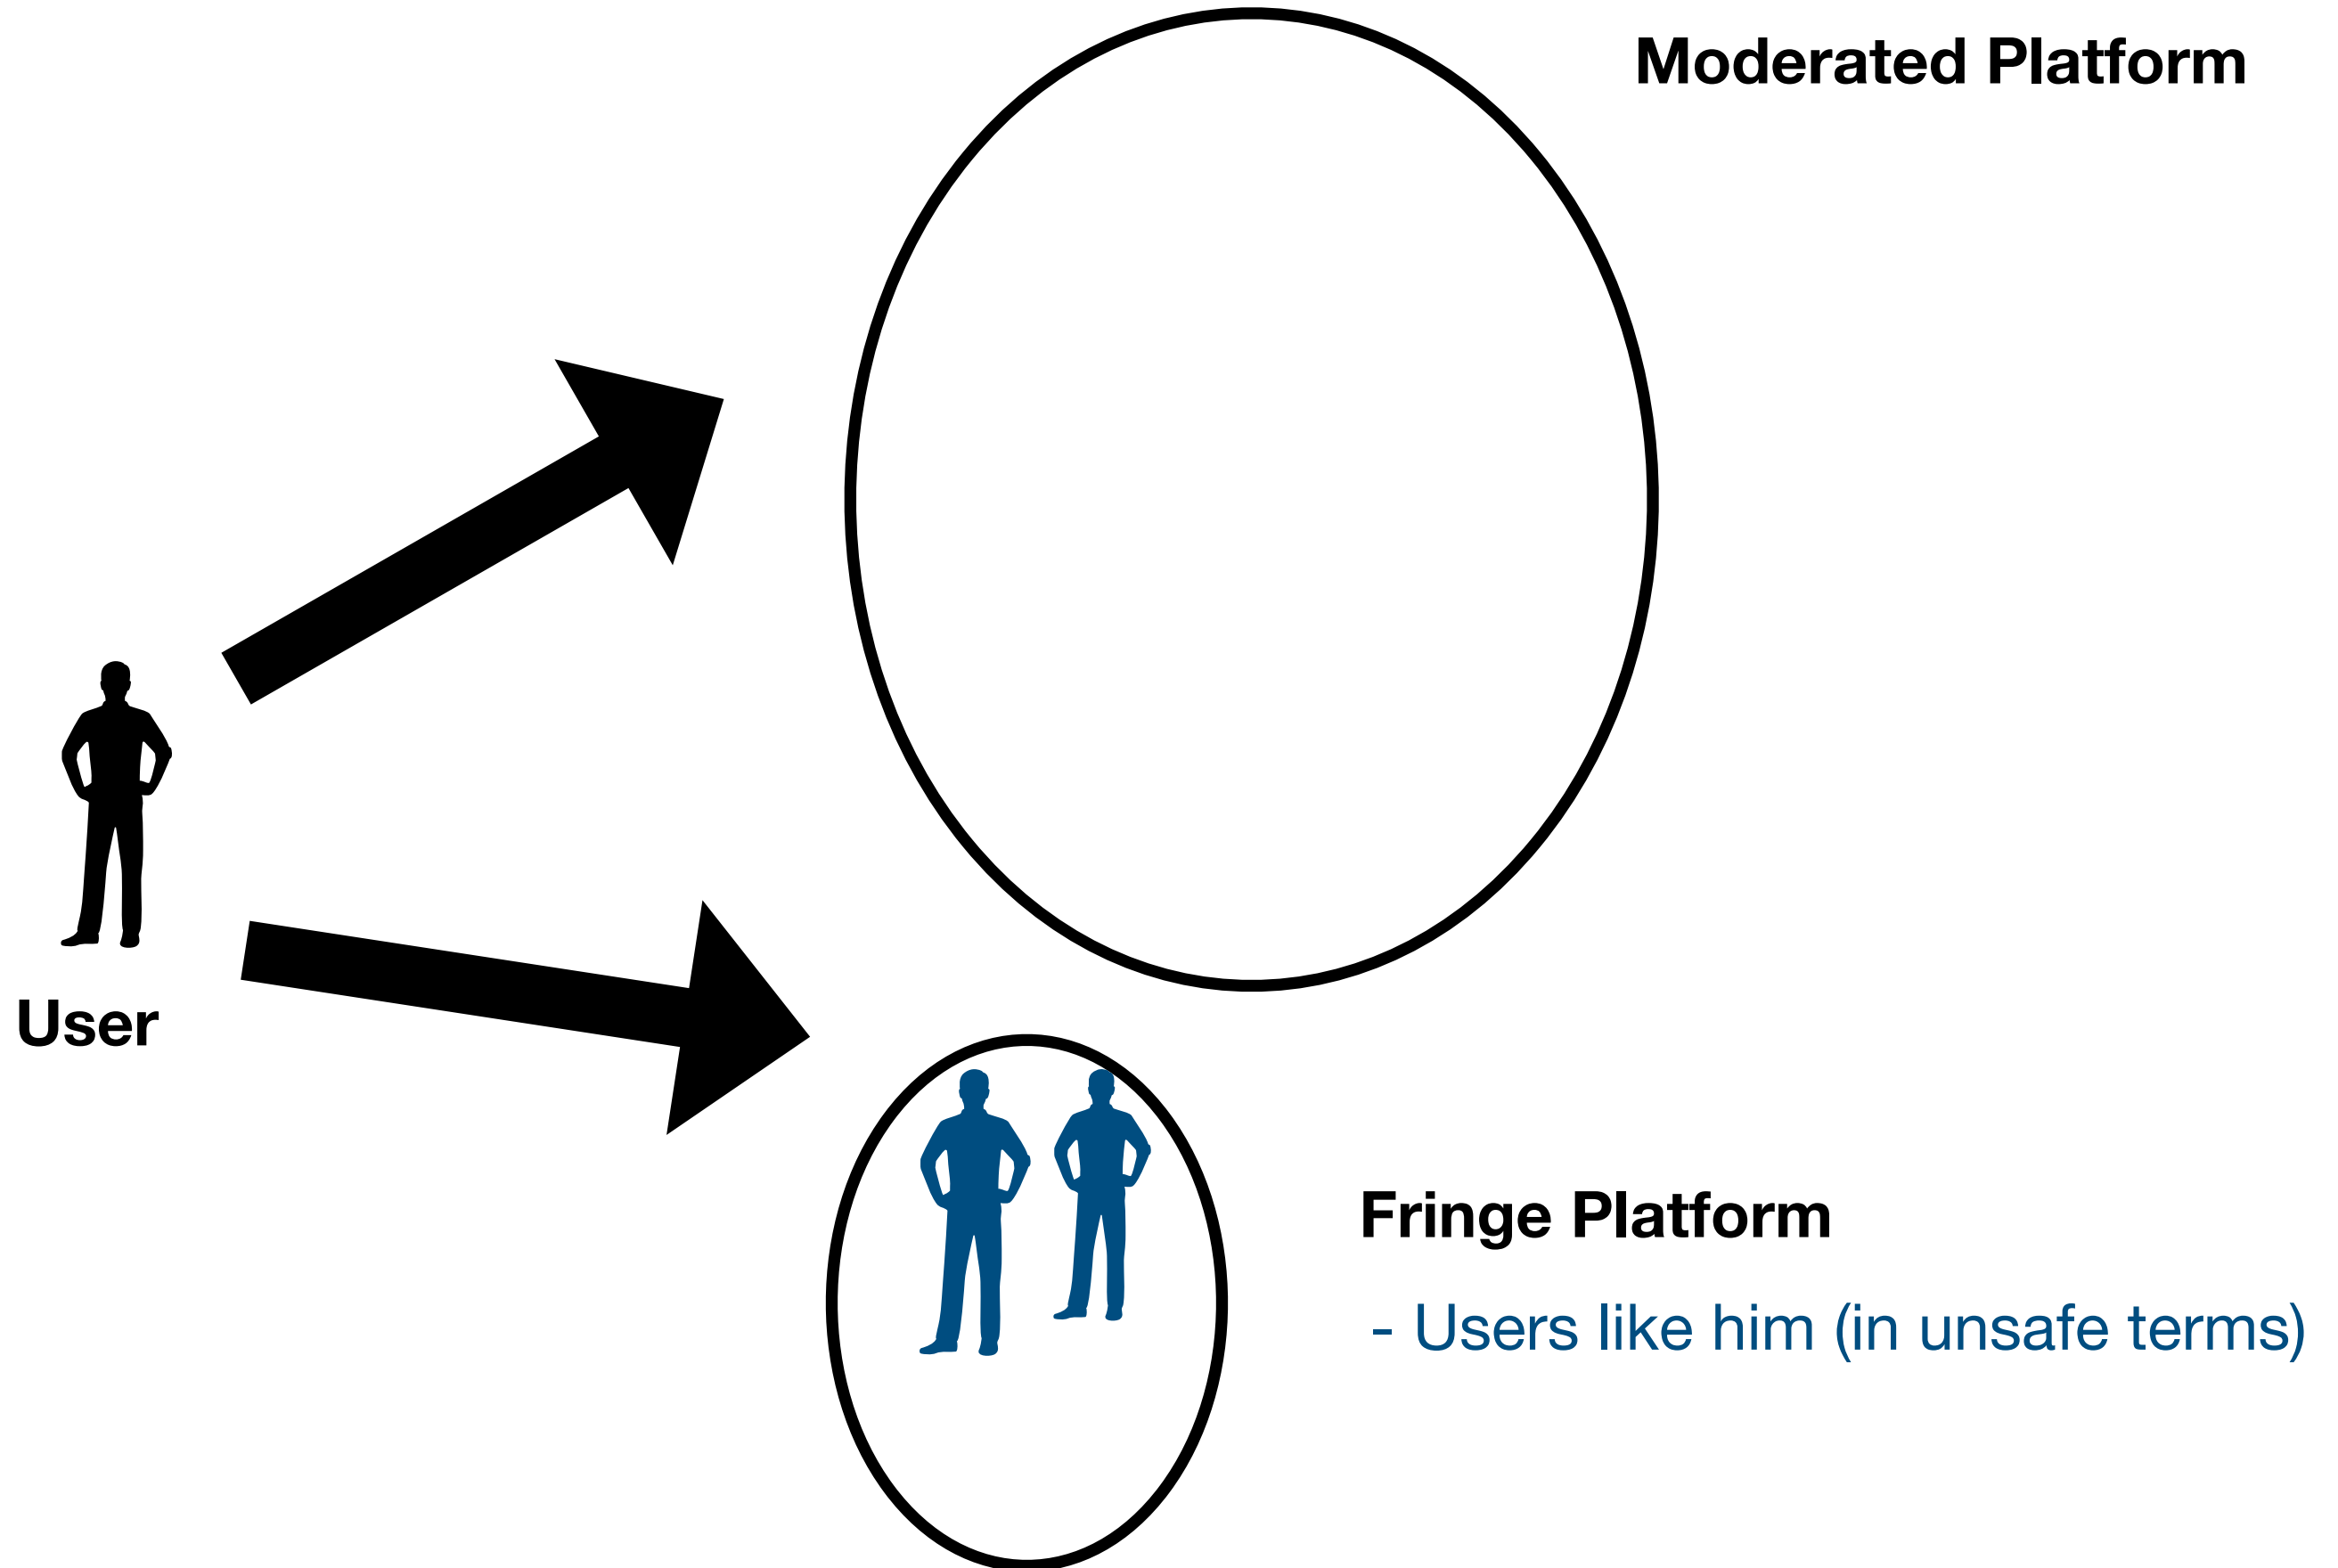 Moderated Platform
User
Fringe Platform
- Users like him (in unsafe terms)